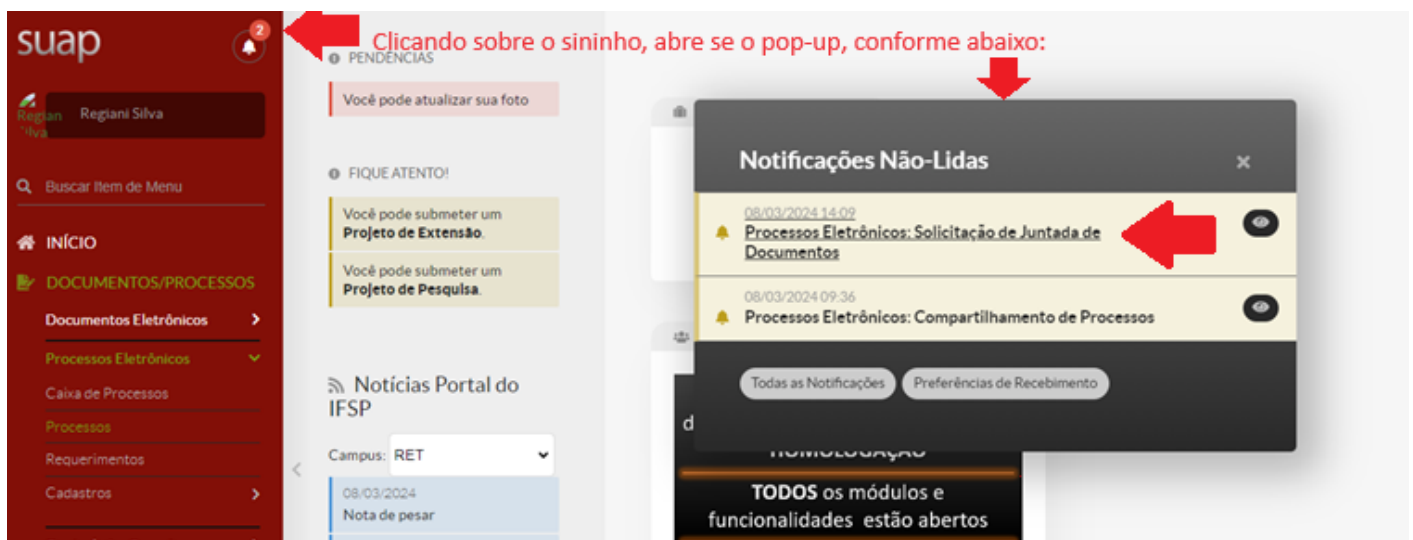 suap
2
Clicando sobre o sininho, abre se o pop-up, conforme abaixo:
Regian
Silva
Regiani Silva
Buscar Item de Menu
INÍCIO
DOCUMENTOS/PROCESSOS
Documentos Eletrônicos
Processos Eletrônicos
Caixa de Processos
Processos
Requerimentos
Cadastros
PENDÊNCIAS
Você pode atualizar sua foto
FIQUE ATENTO!
Você pode submeter um
Projeto de Extensão.
Você pode submeter um
Projeto de Pesquisa.
Notícias Portal do
IFSP
Campus: RET
08/03/2024
Nota de pesar
Notificações Não-Lidas
×
08/03/2024 14:09
Processos Eletrônicos: Solicitação de Juntada de
Documentos
08/03/2024 09:36
Processos Eletrônicos: Compartilhamento de Processos
Todas as Notificações
Preferências de Recebimento
d
HOMOLOGAÇÃO
TODOS os módulos e
funcionalidades estão abertos